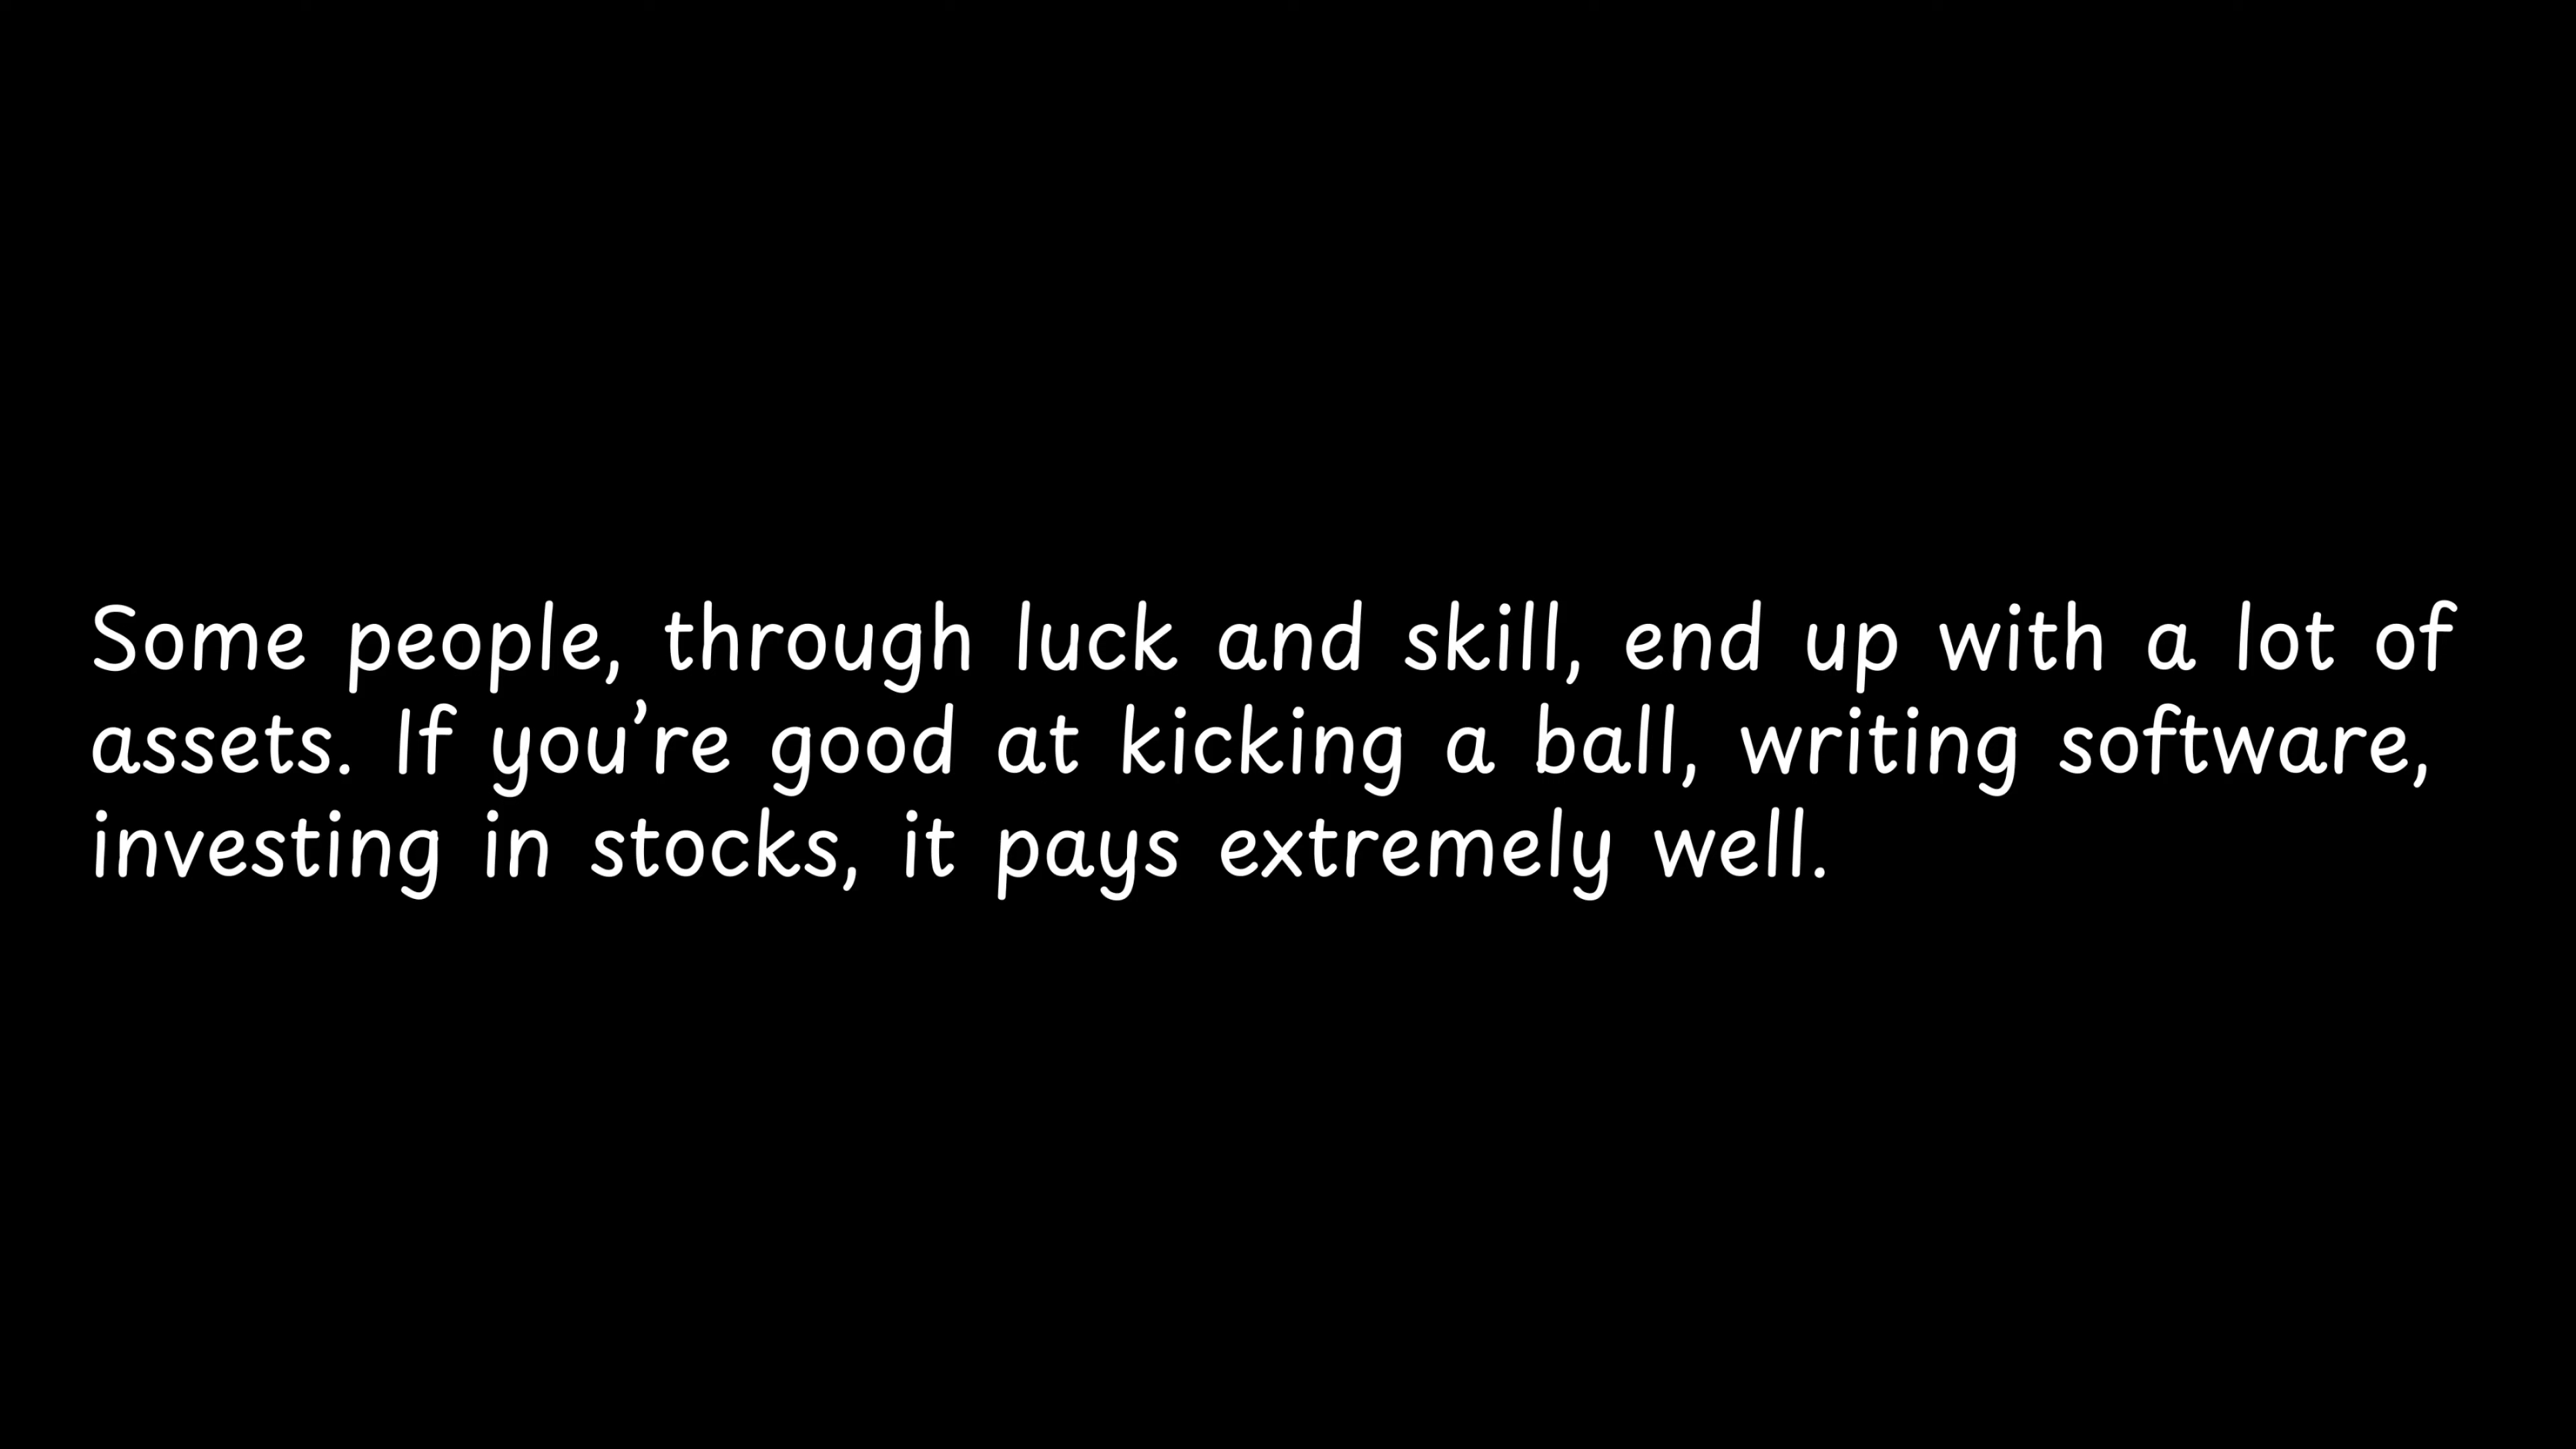 Some people, through luck and skill, end up with a lot of
assets. If you’re good at kicking a ball, writing software,
investing in stocks, it pays extremely well.